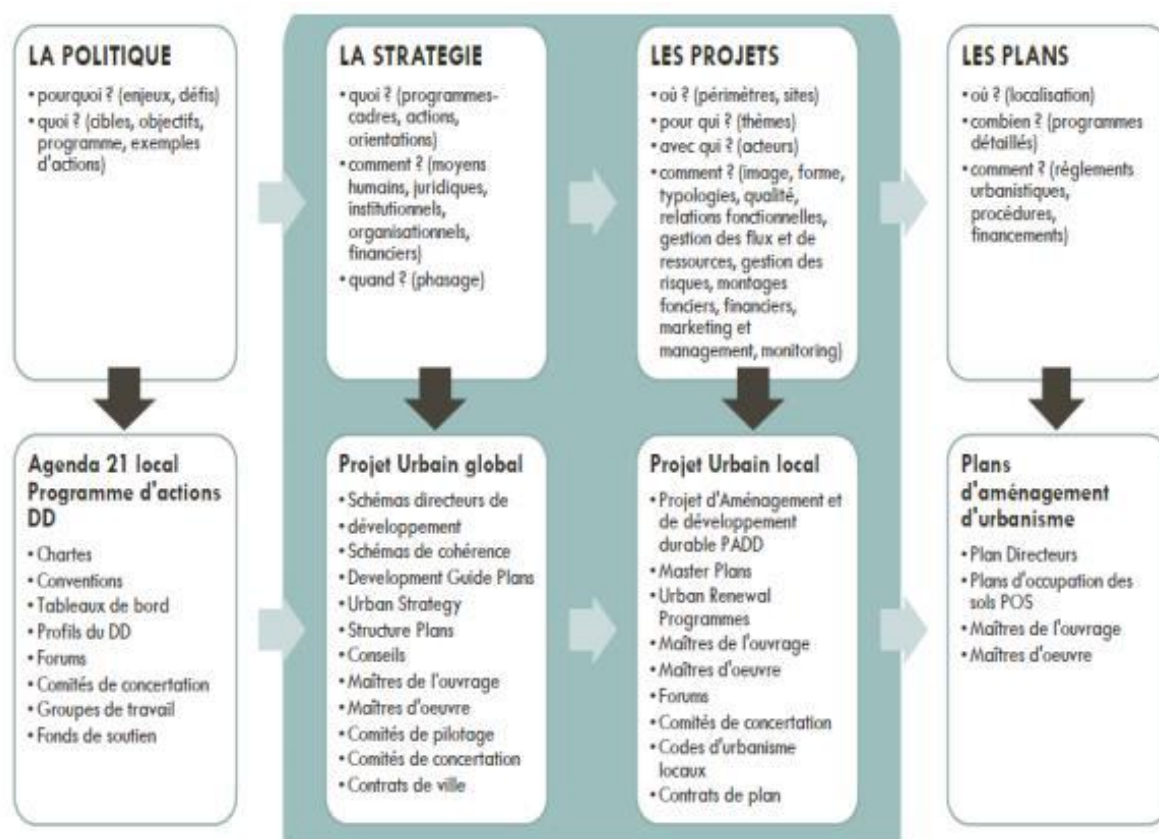 LA POLITIQUE
• pourquoi ? (enjeux, défis)
• quoi ? (cibles, objectifs,
programme, exemples
d'actions)
LA STRATEGIE
• quoi ? (programmes-
cadres, actions,
orientations)
• comment ? (moyens
humains, juridiques,
institutionnels,
organisationnels,
financiers)
• quand ? (phasage)
LES PROJETS
• où ? (périmètres, sites)
• pour qui ? (thèmes)
• avec qui ? (acteurs)
• comment ? (image, forme,
typologies, qualité,
relations fonctionnelles,
gestion des flux et de
ressources, gestion des
risques, montages
fonciers, financiers,
marketing et
management, monitoring)
LES PLANS
• où ? (localisation)
• combien ? (programmes
détaillés)
• comment ? (règlements
urbanistiques,
procédures,
financements)
Agenda 21 local
Programme d'actions
DD
• Chartes
• Conventions
• Tableaux de bord
• Profils du DD
• Forums
• Comités de concertation
• Groupes de travail
• Fonds de soutien
Projet Urbain global
• Schémas directeurs de
• développement
• Schémas de cohérence
• Development Guide Plans
• Urban Strategy
• Structure Plans
• Conseils
• Maîtres de l'ouvrage
• Maîtres d'oeuvre
• Comités de pilotage
• Comités de concertation
• Contrats de ville
Projet Urbain local
• Projet d'Aménagement et
de développement
durable PADD
• Master Plans
• Urban Renewal
Programmes
• Maîtres de l'ouvrage
• Maîtres d'oeuvre
• Forums
• Comités de concertation
• Codes d'urbanisme
locaux
• Contrats de plan
Plans
d'aménagement
d'urbanisme
• Plan Directeurs
• Plans d'occupation des
sols POS
• Maîtres de l'ouvrage
• Maîtres d'oeuvre